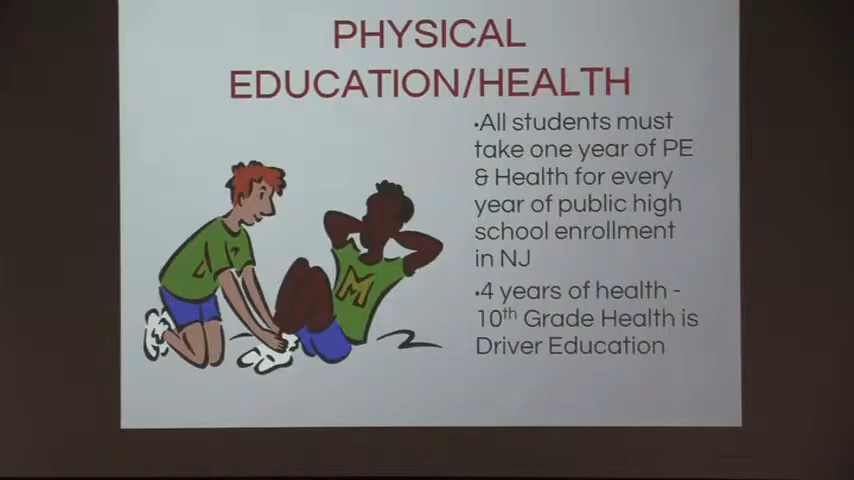 PHYSICAL
EDUCATION/HEALTH
•All students must
take one year of PE
& Health for every
year of public high
school enrollment
in NJ
•4 years of health -
10th Grade Health is
Driver Education
M